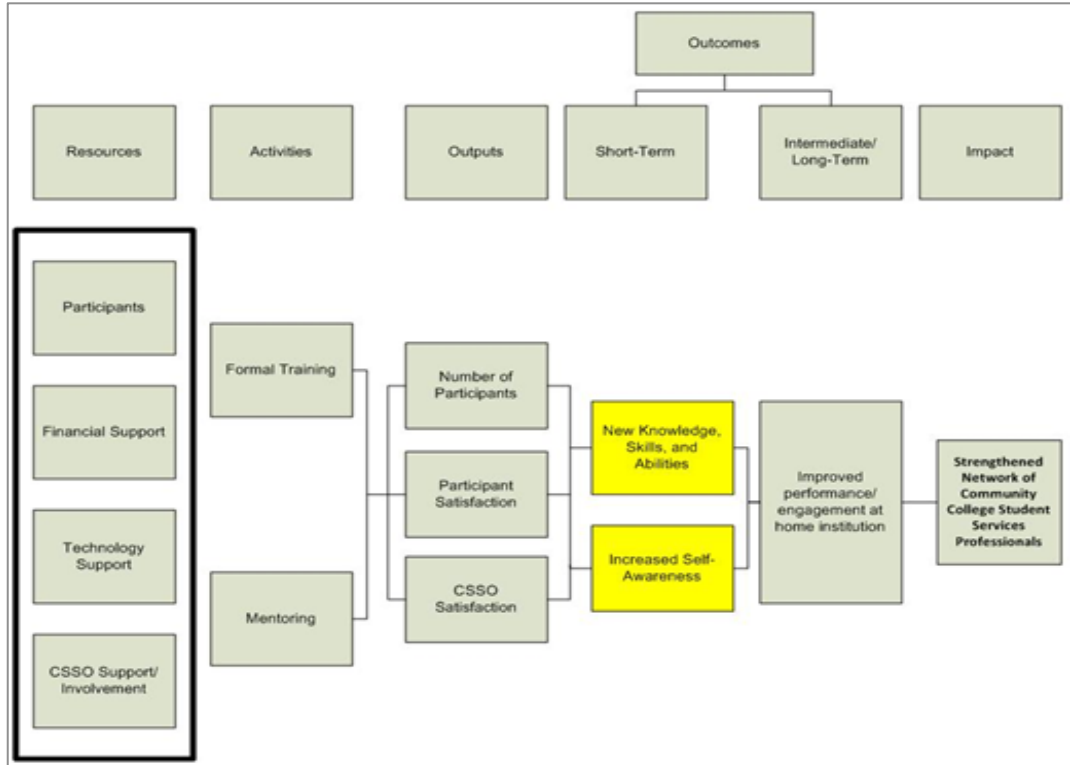 Outcomes
Resources
Activities
Outputs
Short-Term
Intermediate/
Long-Term
Impact
Participants
Financial Support
Technology
Support
CSSO Support/
Involvement
Formal Training
Mentoring
Number of
Participants
Participant
Satisfaction
CSSO
Satisfaction
New Knowledge,
Skills, and
Abilities
Increased Self-
Awareness
Improved
performance/
engagement at
home institution
Strengthened
Network of
Community
College Student
Services
Professionals